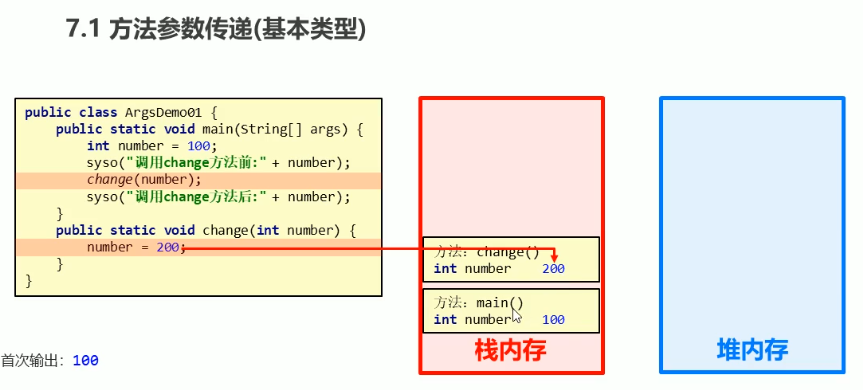 7.1 方法参数传递(基本类型)
public class ArgsDemo01 {
public static void main(String[] args) {
int number = 100;
syso("调用change方法前:" + number);
change(number);
syso("调用change方法后:" + number);
}
public static void change(int number) {
number = 200;
}
}
方法：change()
int number 200
方法：main()
int number 100
栈内存
堆内存
首次输出：100